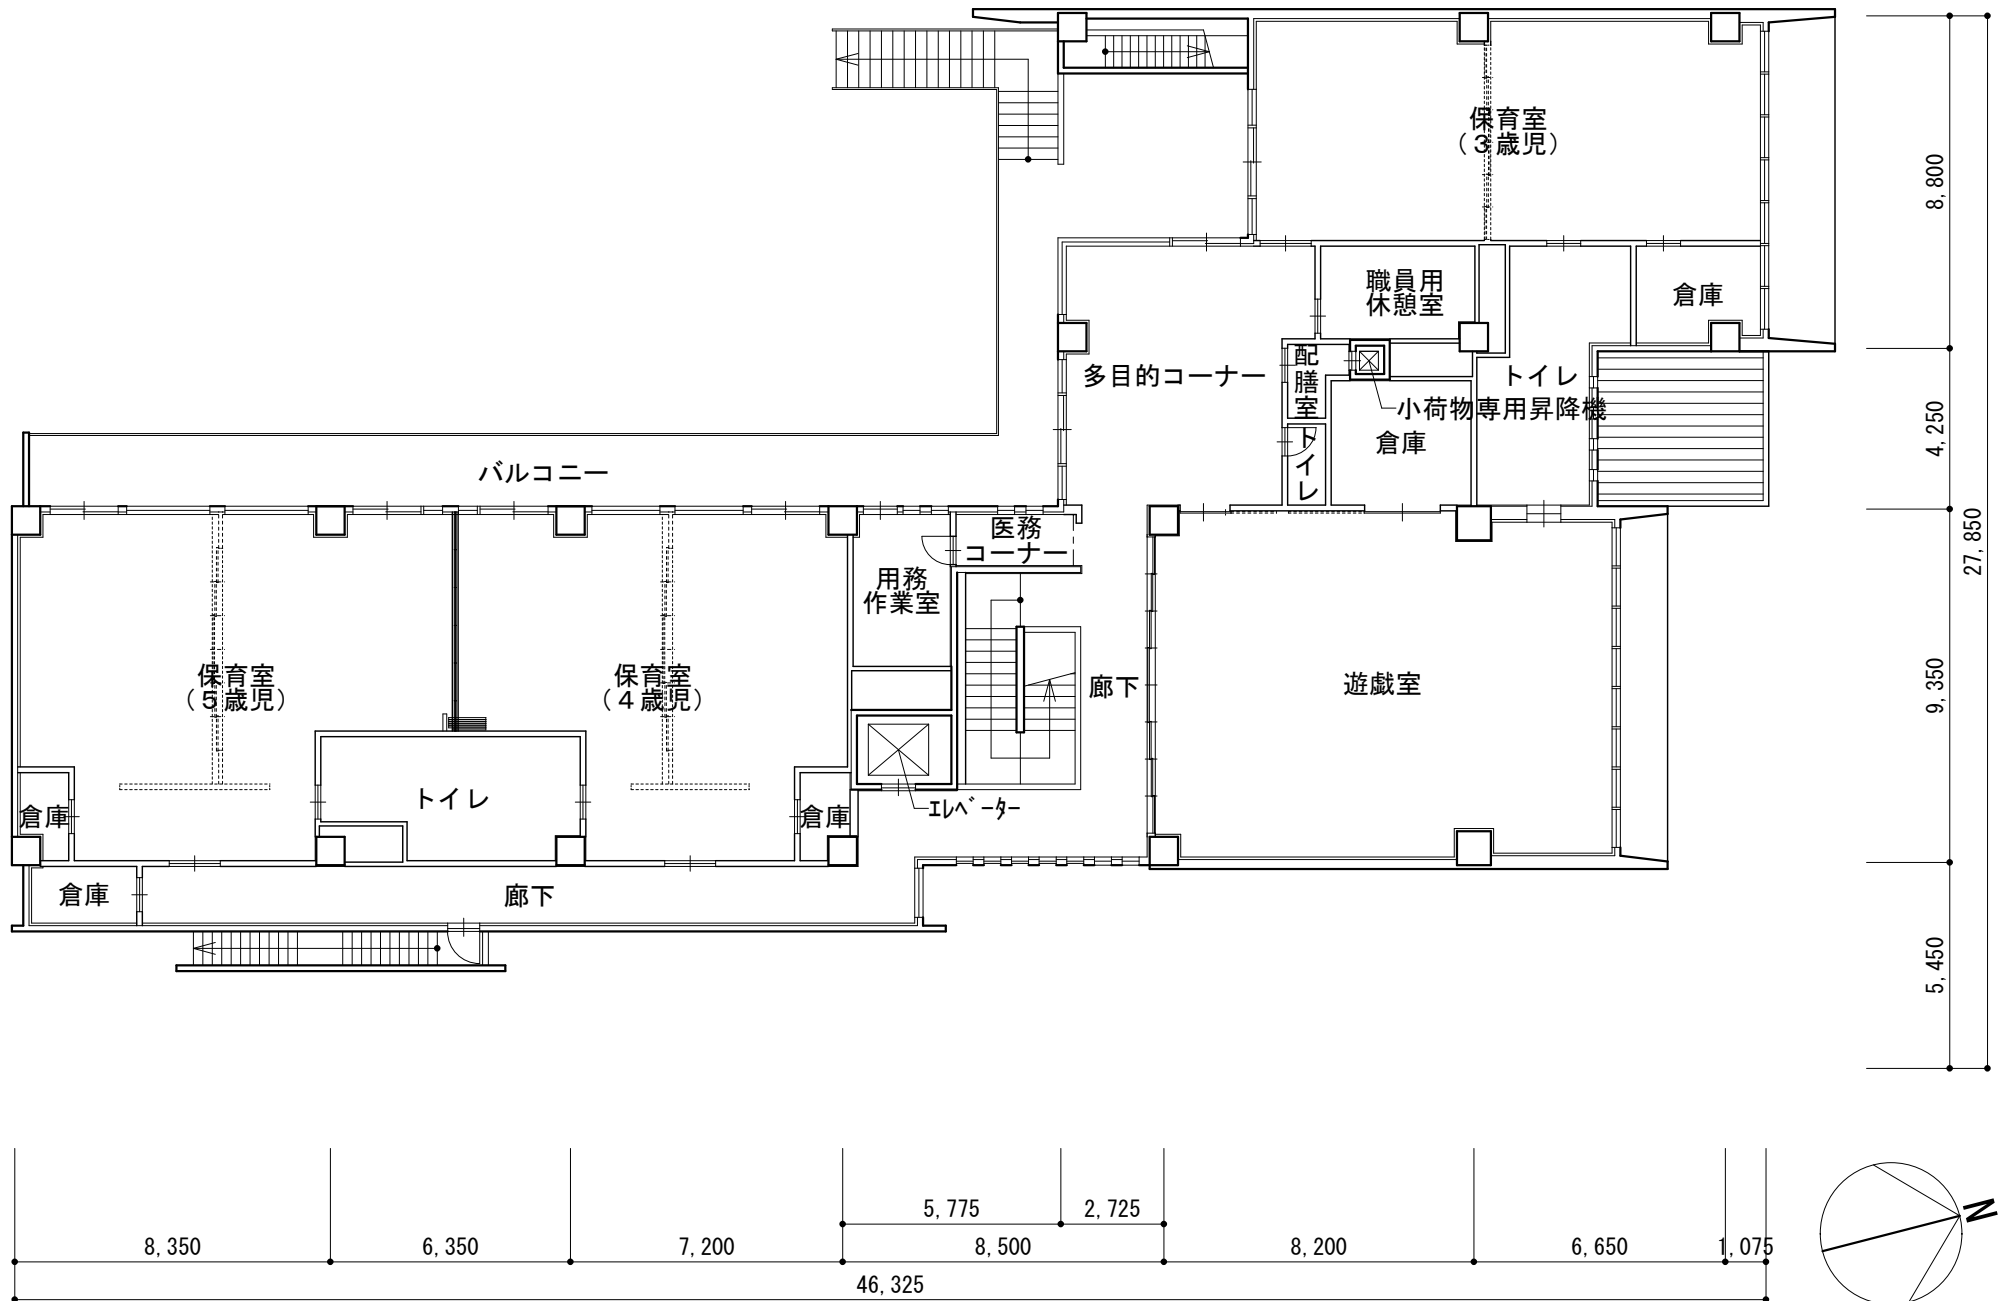 保育室
（３歳児）
職員用
休憩室
倉庫
配膳室
多目的コーナー
トイレ
小荷物専用昇降機
倉庫
トイレ
バルコニー
医務
コーナー
用務
作業室
保育室
（５歳児）
保育室
（４歳児）
廊下
遊戯室
トイレ
倉庫
倉庫
ｴﾚﾍﾞｰﾀｰ
倉庫
廊下
8,800
4,250
27,850
9,350
5,450
5,775
2,725
8,350
6,350
7,200
8,500
8,200
6,650
1,075
46,325
N